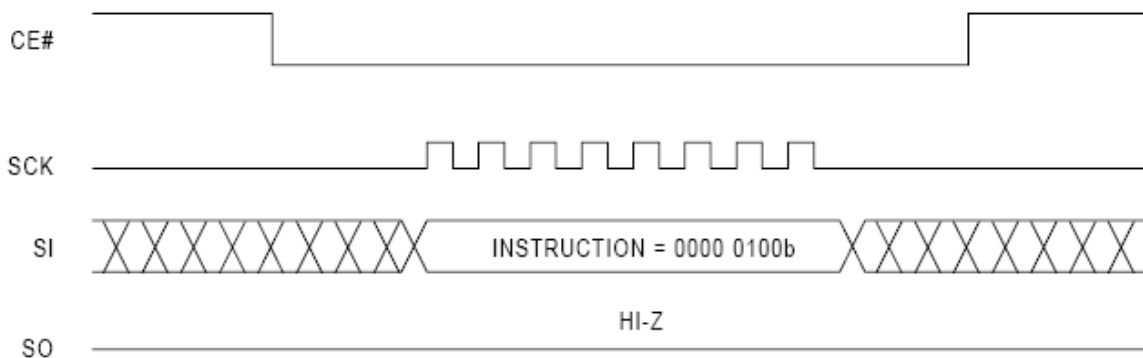 CE#
SCK
SI
INSTRUCTION = 0000 0100b
HI-Z
SO